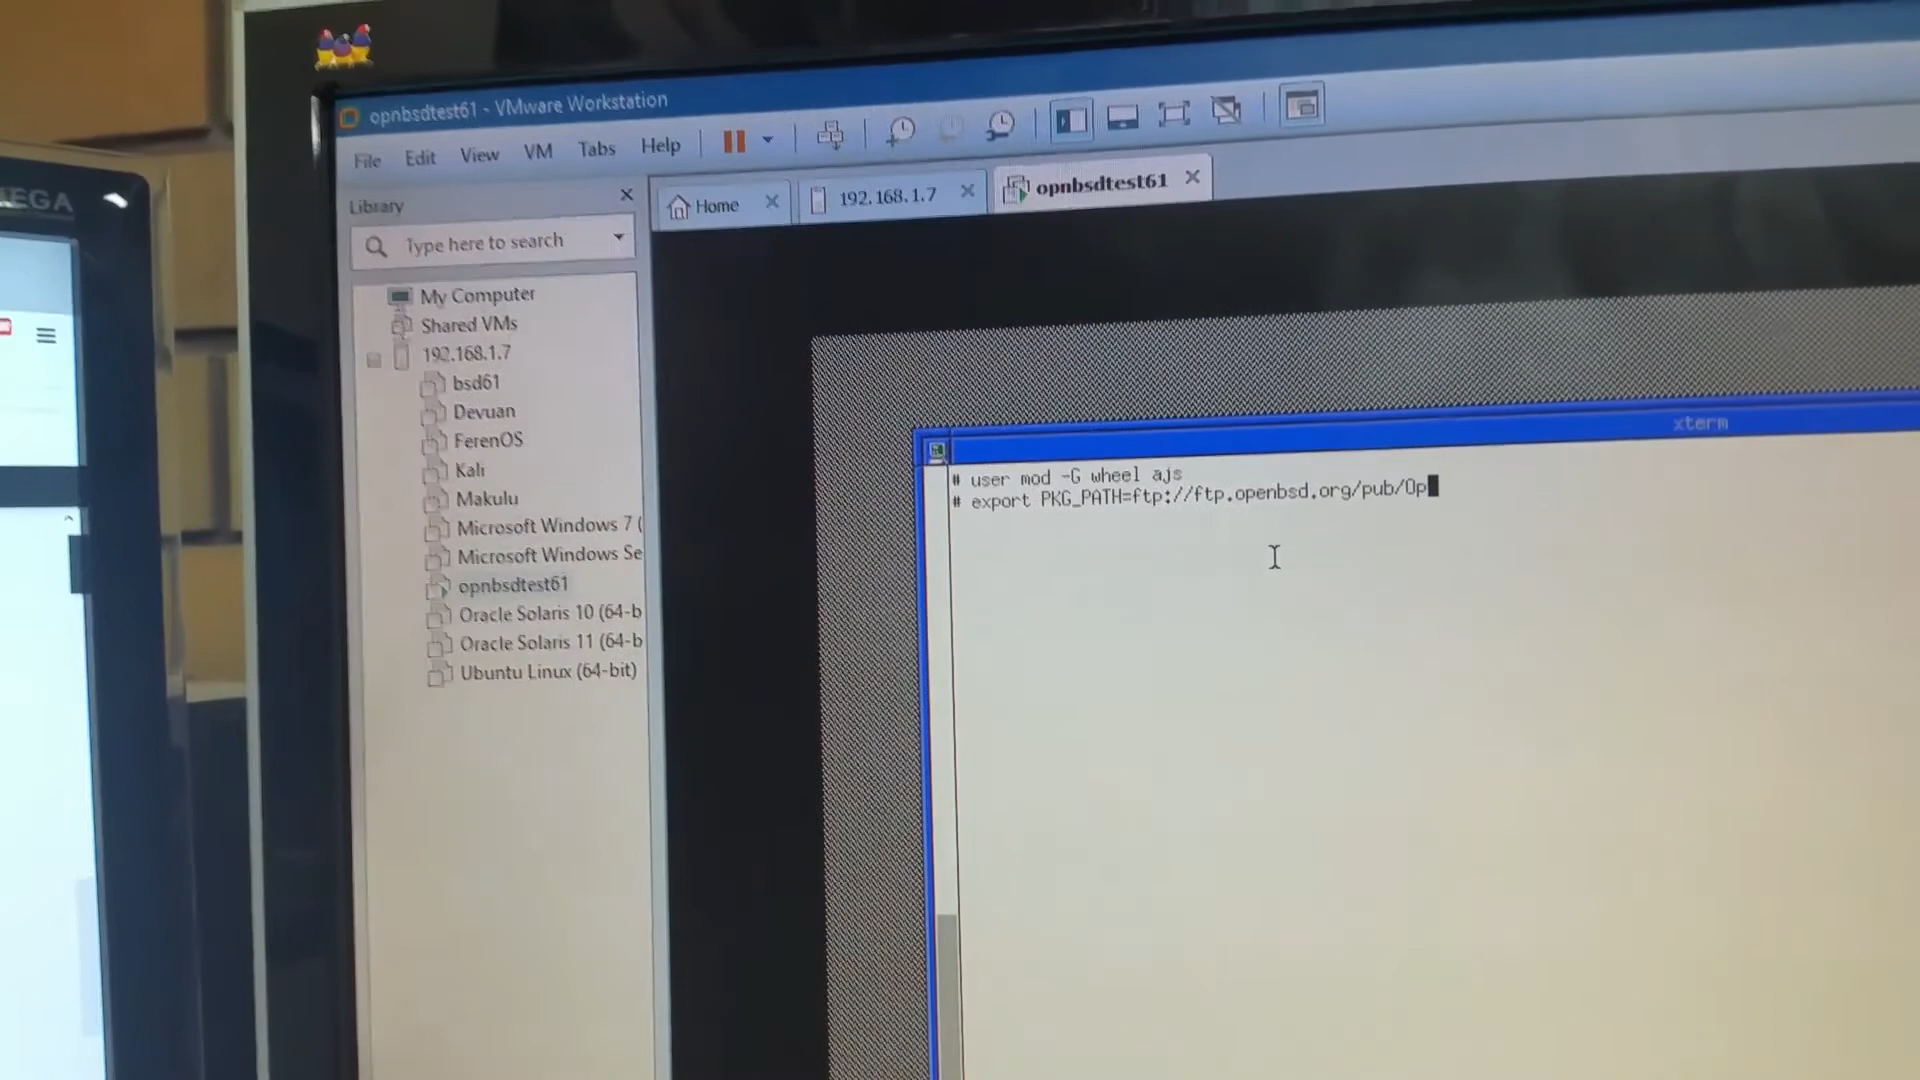 opnbsdtest61 - VMware Workstation
File Edit View VM Tabs Help
Library
Type here to search
My Computer
Shared VMs
192.168.1.7
bsd61
Devuan
FerenOS
Kali
Makulu
Microsoft Windows 7 (
Microsoft Windows Se
opnbsdtest61
Oracle Solaris 10 (64-b
Oracle Solaris 11 (64-b
Ubuntu Linux (64-bit)
Home
192.168.1.7
opnbsdtest61
xterm
# user mod -G wheel ajs
# export PKG_PATH=ftp://ftp.openbsd.org/pub/Op